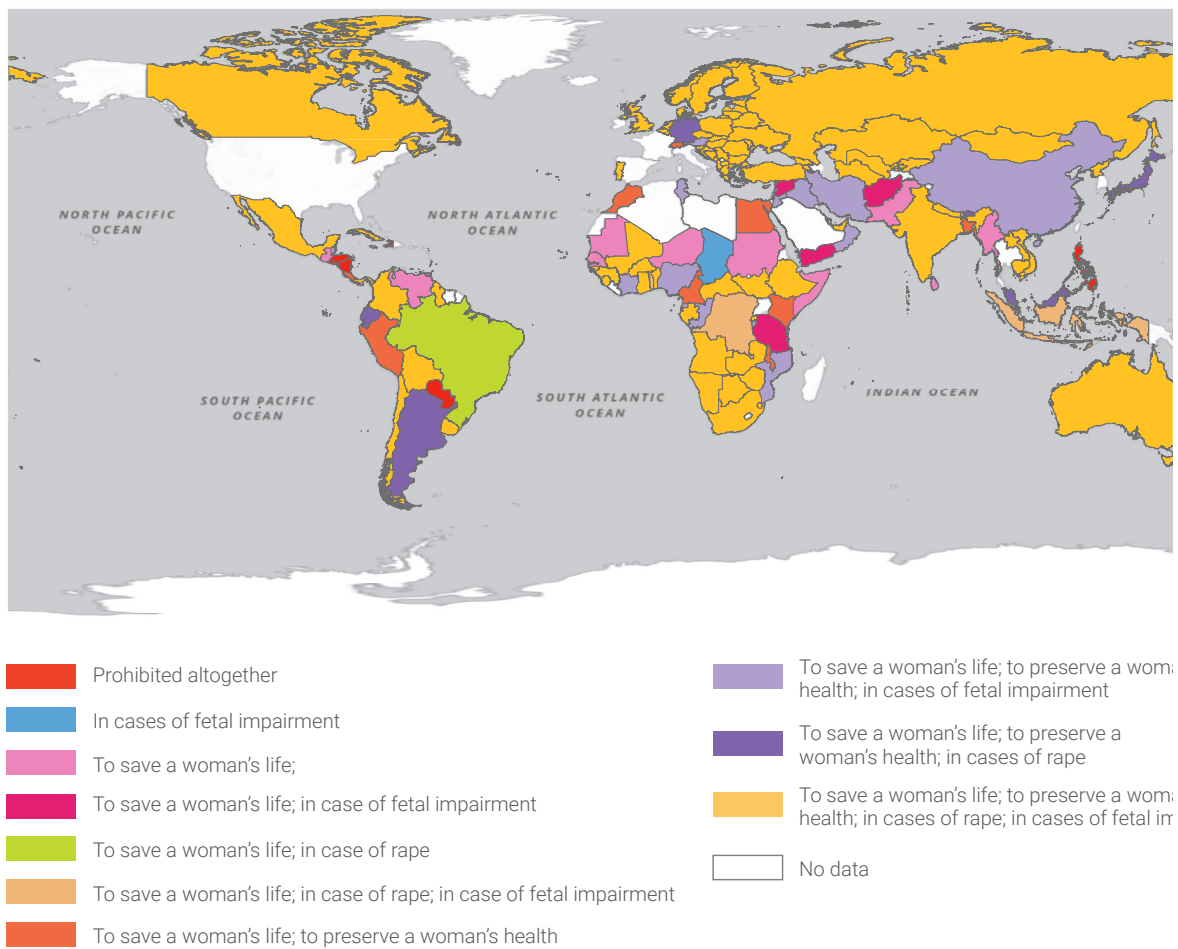 NORTH PACIFIC
OCEAN
NORTH ATLANTIC
OCEAN
SOUTH PACIFIC
OCEAN
SOUTH ATLANTIC
OCEAN
INDIAN OCEAN
Prohibited altogether
In cases of fetal impairment
To save a woman's life;
To save a woman's life; in case of fetal impairment
To save a woman's life; in case of rape
To save a woman's life; in case of rape; in case of fetal impairment
To save a woman's life; to preserve a woman's health
To save a woman's life; to preserve a
health; in cases of fetal impairment
To save a woman's life; to preserve a
woman's health; in cases of rape
To save a woman's life; to preserve a
health; in cases of rape; in cases of fetal
No data